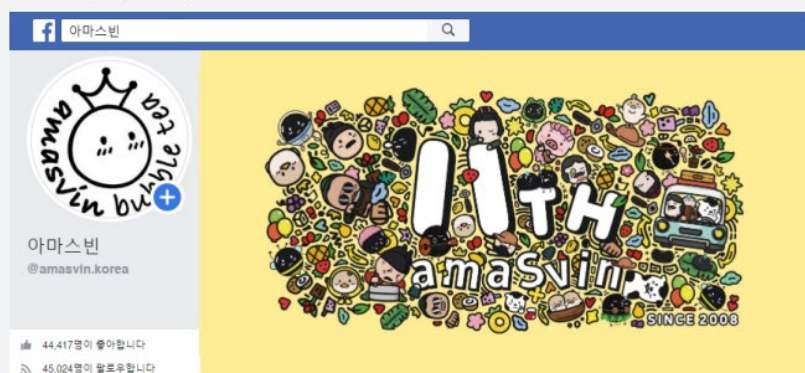 아마스빈
amasvin bubble tea
아마스빈
@amasvin.korea
44,417명이 좋아합니다
45,024명이 팔로우합니다
11TH
amasvin
SINCE 2008